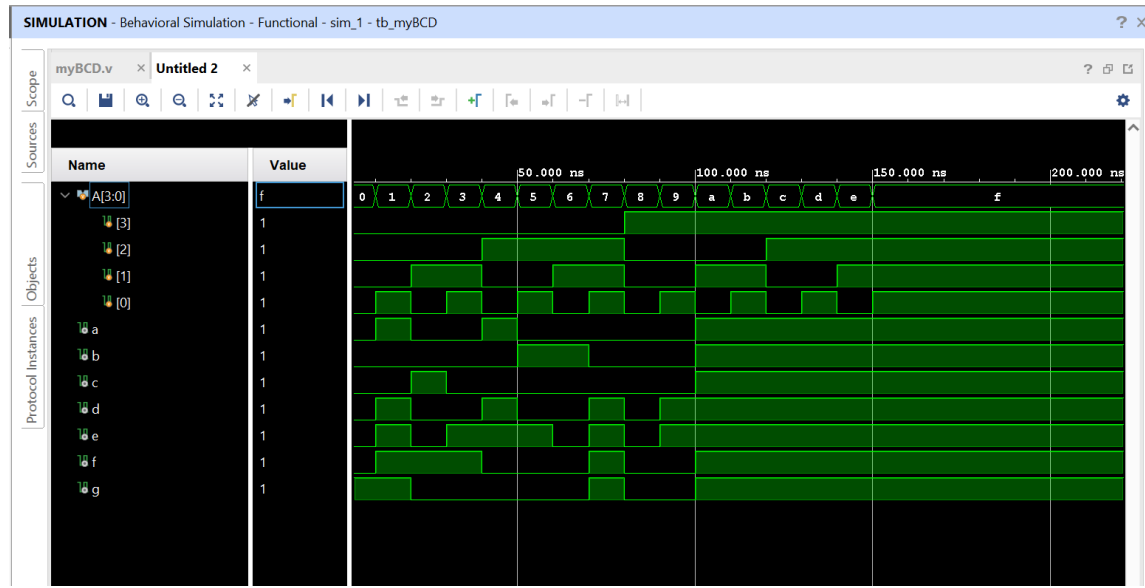 SIMULATION - Behavioral Simulation - Functional - sim_1 - tb_myBCD ? ×
myBCD.v × Untitled 2 × ?
Scope
Sources
Objects
Protocol Instances
Name Value
50.000 ns 100.000 ns 150.000 ns 200.000 ns
A[3:0] f 0 1 2 3 4 5 6 7 8 9 a b c d e f
[3] 1
[2] 1
[1] 1
[0] 1
a 1
b 1
c 1
d 1
e 1
f 1
g 1